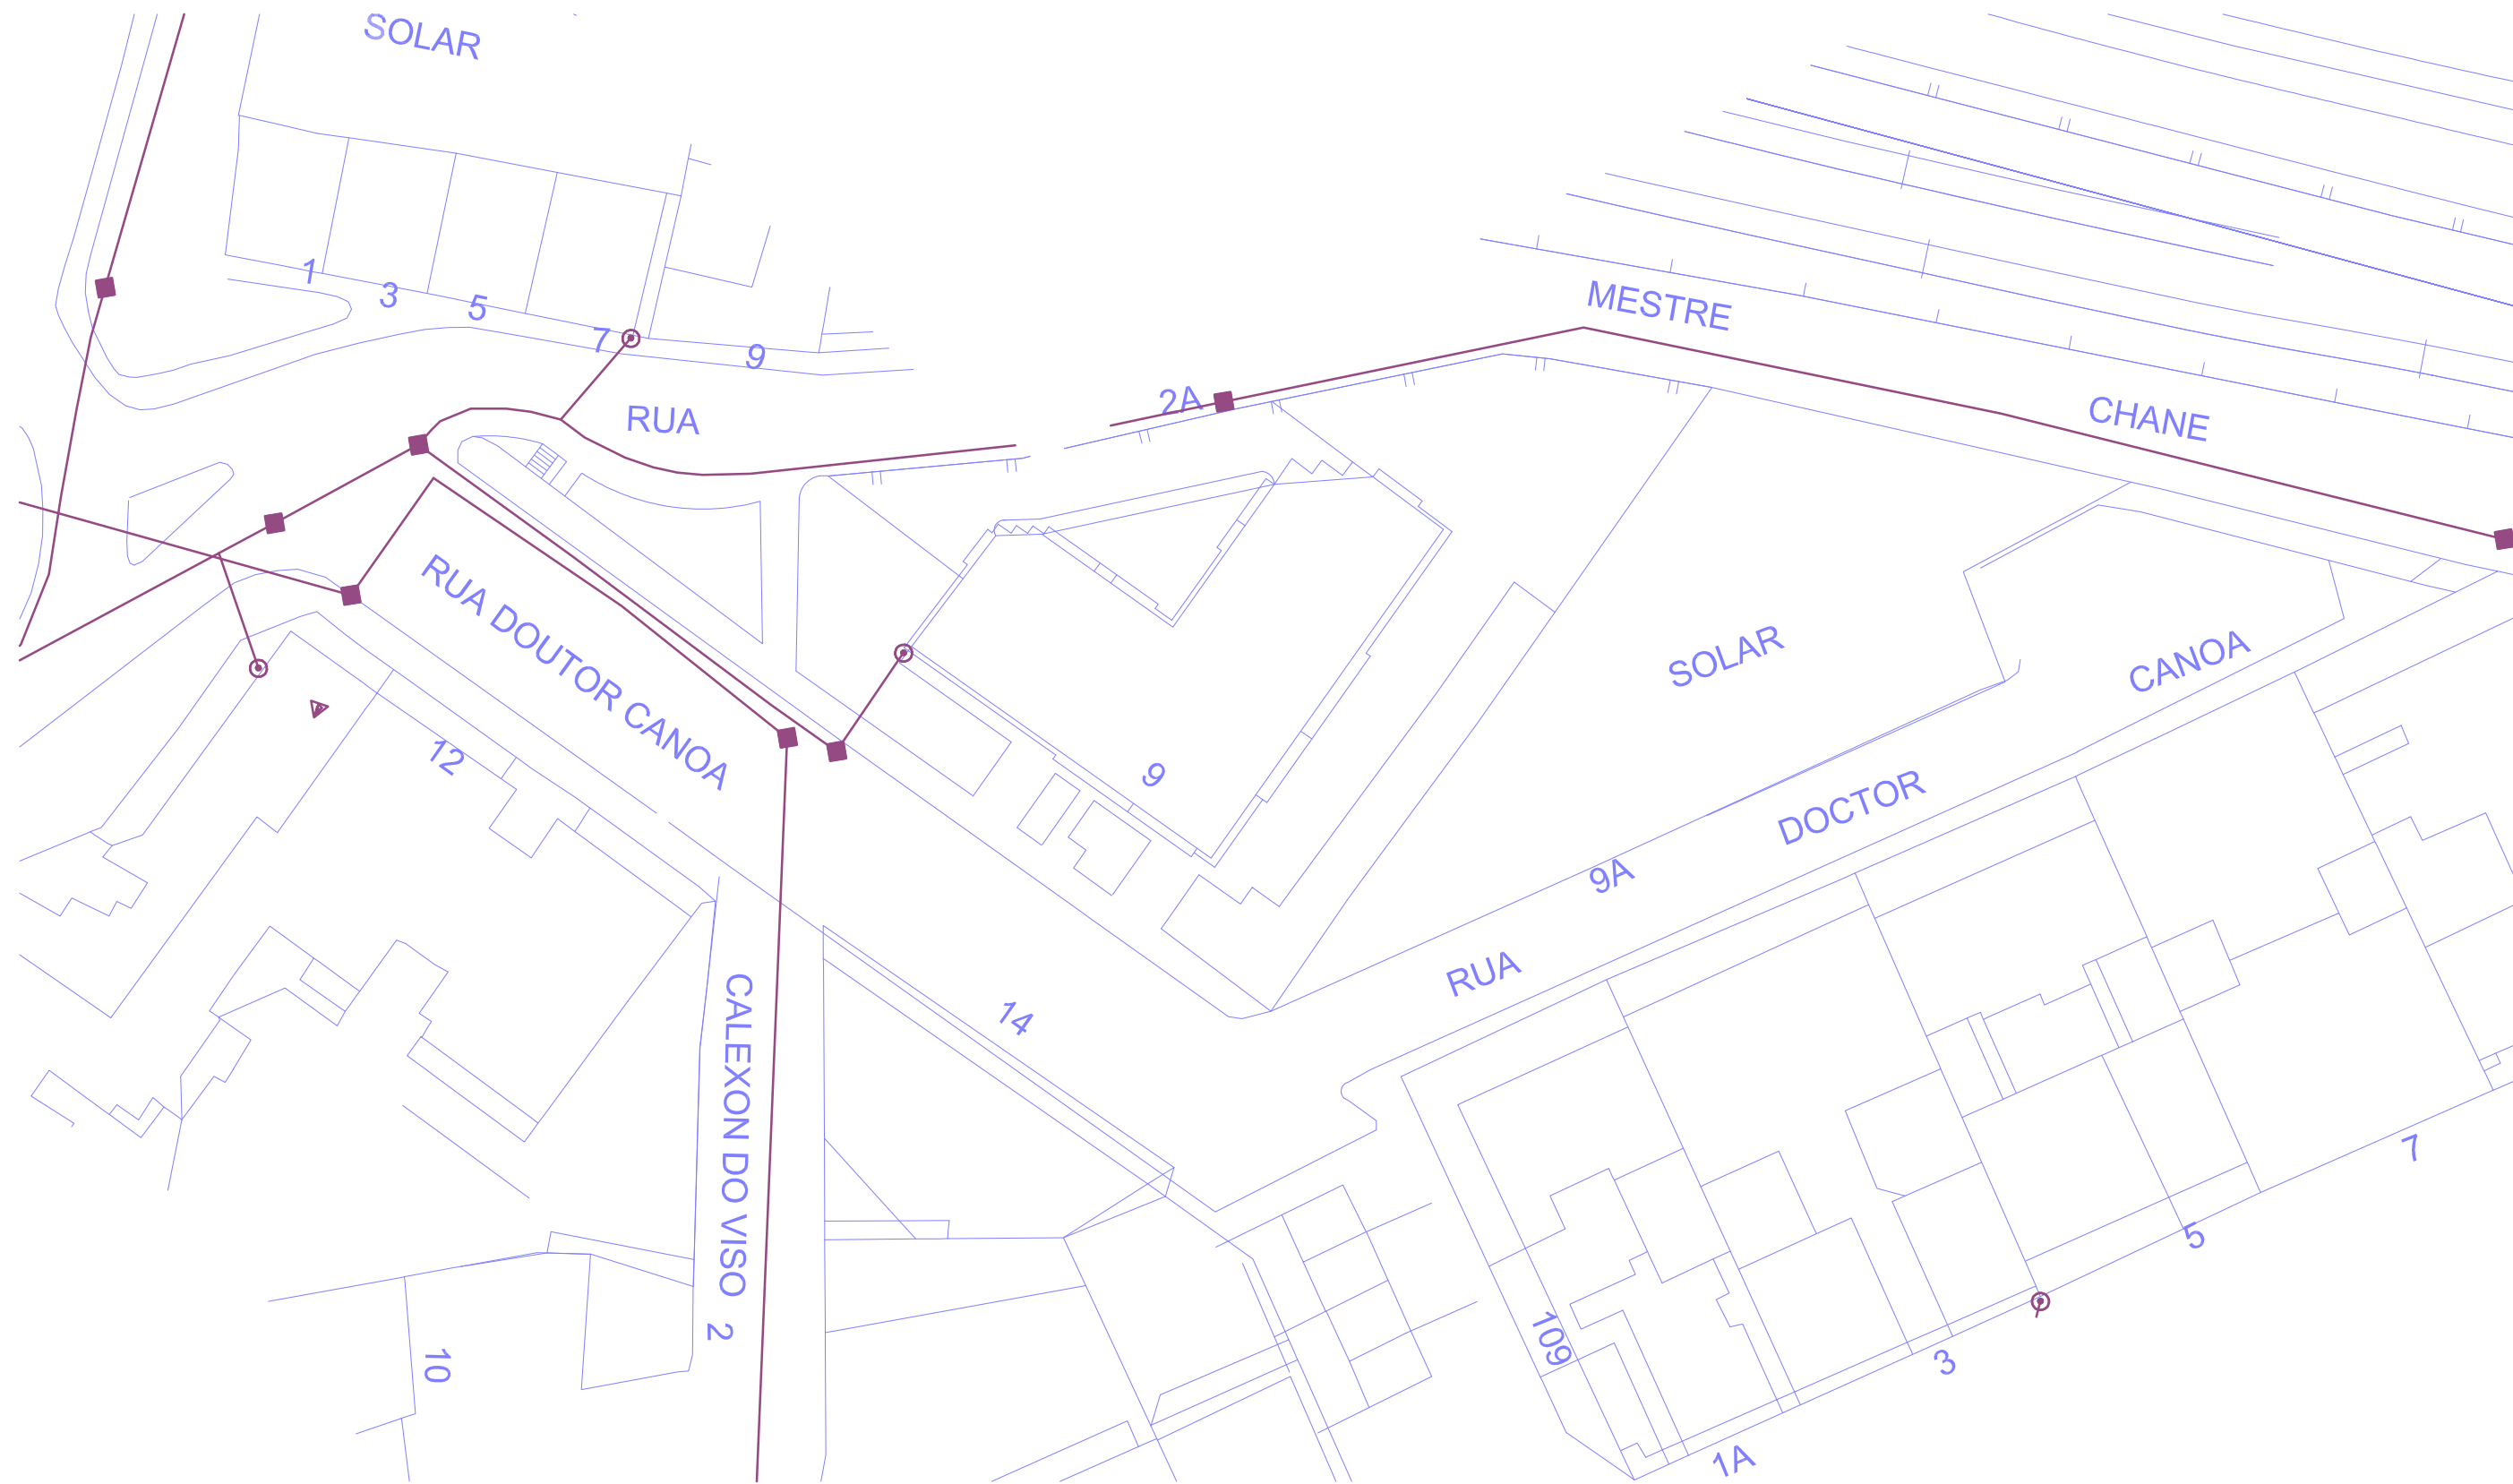 SOLAR
1
3
5
7
9
RUA
2A
MESTRE
CHANE
RUA DOUTOR CANOA
12
SOLAR
CANOA
9
DOCTOR
9A
RUA
14
CALEXON DO VISO
2
10
109
7
5
3
1A